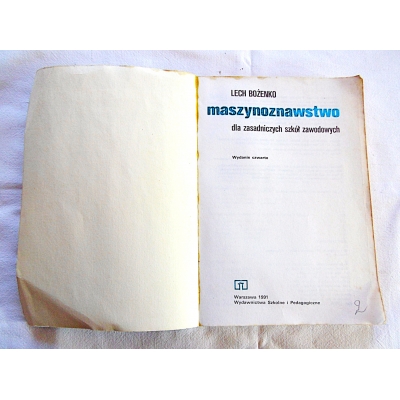 LECH BOŻENKO
maszynoznawstwo
dla zasadniczych szkół zawodowych
Wydanie czwarte
Warszawa 1991
Wydawnictwa Szkolne i Pedagogiczne